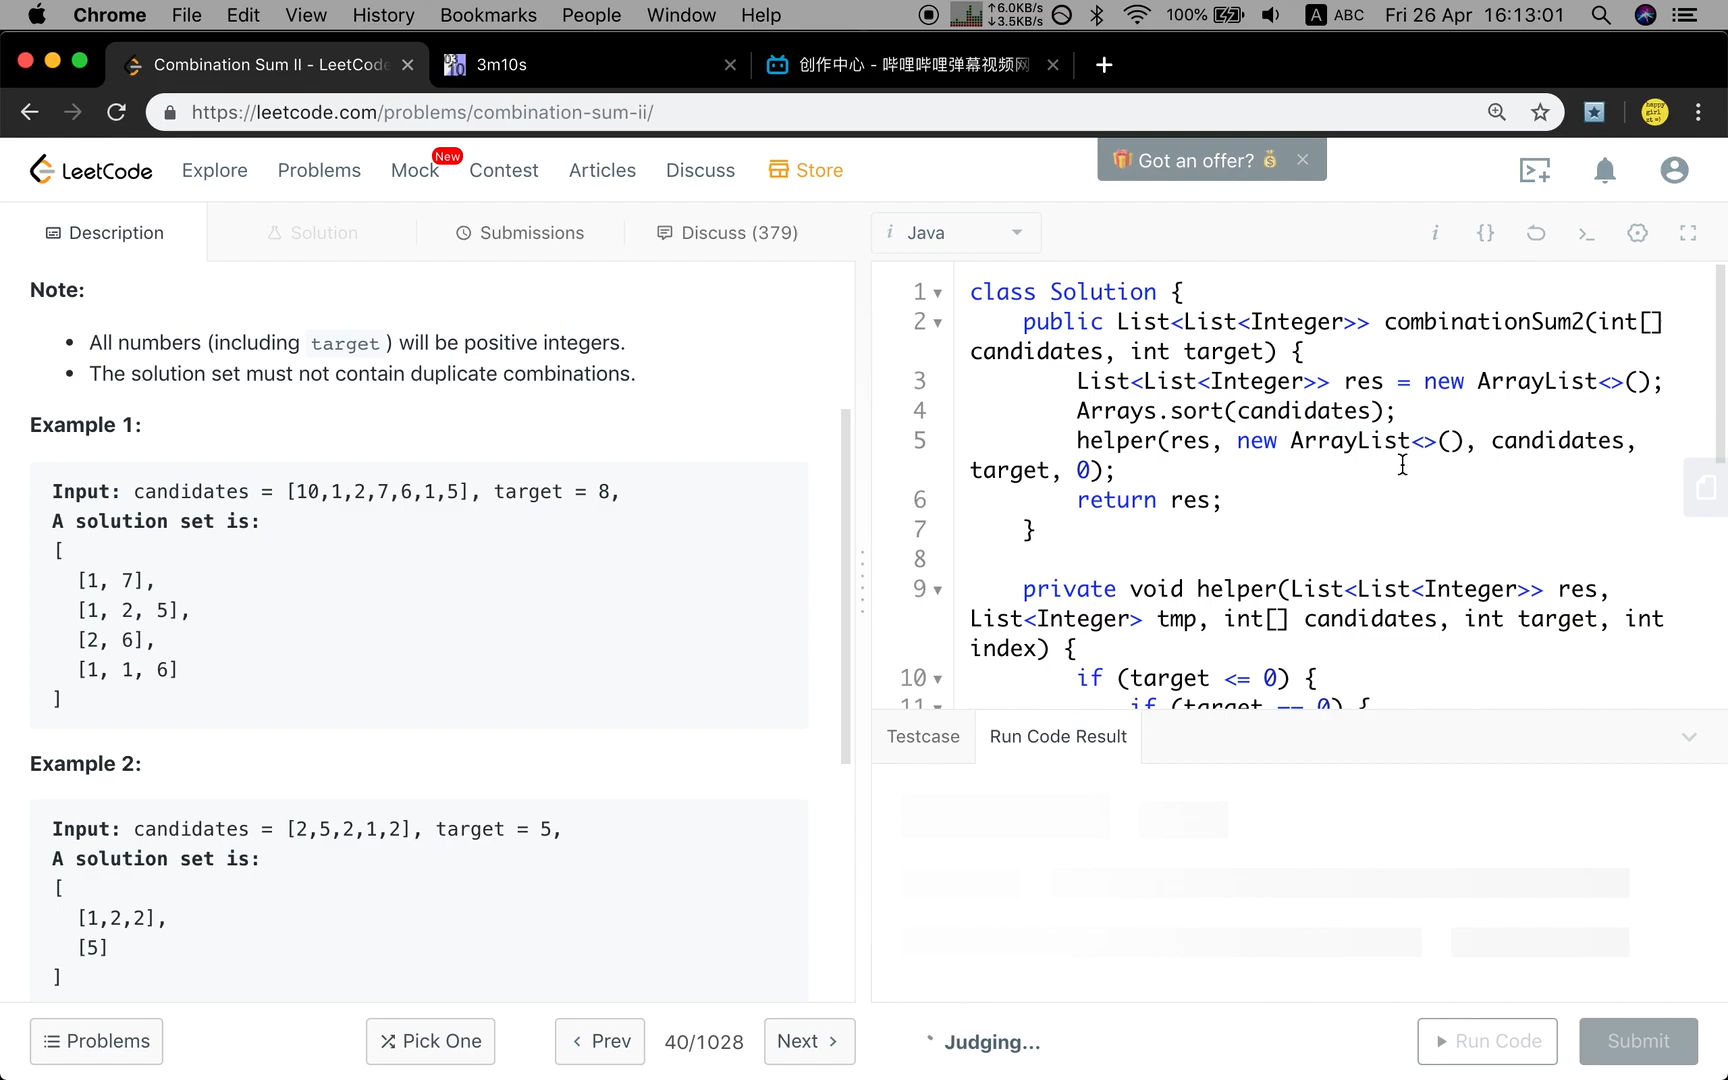 Chrome File Edit View History Bookmarks People Window Help ↑6.0KB/s ↓3.5KB/s 100% A ABC Fri 26 Apr 16:13:01
Combination Sum II - LeetCode 3m10s 创作中心 - 哔哩哔哩弹幕视频网
https://leetcode.com/problems/combination-sum-ii/
LeetCode Explore Problems Mock New Contest Articles Discuss Store Got an offer?
Description Solution Submissions Discuss (379)
Note:
• All numbers (including target ) will be positive integers.
• The solution set must not contain duplicate combinations.
Example 1:
Input: candidates = [10,1,2,7,6,1,5], target = 8,
A solution set is:
[
[1, 7],
[1, 2, 5],
[2, 6],
[1, 1, 6]
]
Example 2:
Input: candidates = [2,5,2,1,2], target = 5,
A solution set is:
[
[1,2,2],
[5]
]
i Java i {}
1 class Solution {
2 public List<List<Integer>> combinationSum2(int[]
candidates, int target) {
3 List<List<Integer>> res = new ArrayList<>();
4 Arrays.sort(candidates);
5 helper(res, new ArrayList<>(), candidates,
target, 0);
6 return res;
7 }
8
9 private void helper(List<List<Integer>> res,
List<Integer> tmp, int[] candidates, int target, int
index) {
10 if (target <= 0) {
11 if (target == 0) {
Testcase Run Code Result
Problems Pick One Prev 40/1028 Next Judging... Run Code Submit